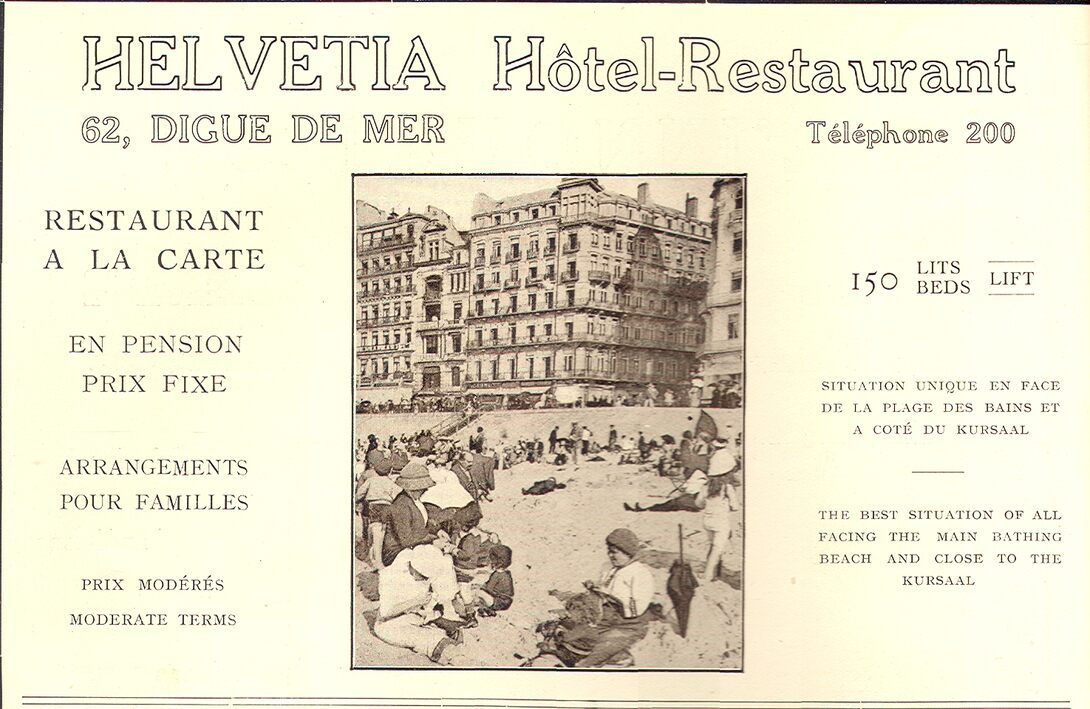 HELVETIA Hôtel-Restaurant
62, DIGUE DE MER
Téléphone 200
RESTAURANT
A LA CARTE
EN PENSION
PRIX FIXE
ARRANGEMENTS
POUR FAMILLES
PRIX MODÉRÉS
MODERATE TERMS
150 LITS
BEDS
LIFT
SITUATION UNIQUE EN FACE
DE LA PLAGE DES BAINS ET
A COTÉ DU KURSAAL
THE BEST SITUATION OF ALL
FACING THE MAIN BATHING
BEACH AND CLOSE TO THE
KURSAAL